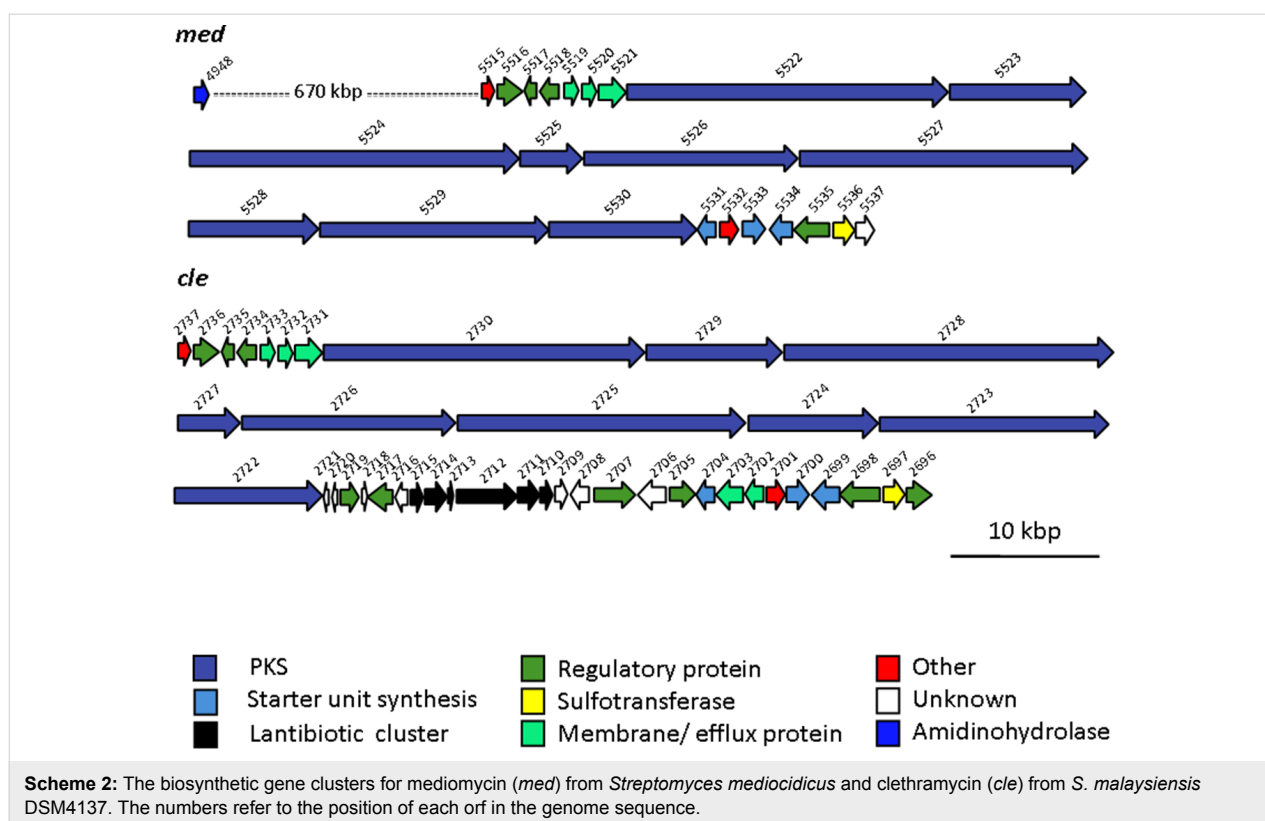 med
4948
670 kbp
5515 5516 5517 5518 5519 5520 5521 5522 5523
5524 5525 5526 5527
5528 5529 5530 5531 5532 5533 5534 5535 5536 5537
cle
2737 2736 2735 2734 2733 2732 2731 2730 2729 2728
2727 2726 2725 2724 2723
2722 2721 2720 2719 2718 2717 2716 2715 2714 2713 2712 2711 2710 2709 2708 2707 2706 2705 2704 2703 2702 2701 2700 2699 2698 2697 2696
10 kbp
PKS
Starter unit synthesis
Lantibiotic cluster
Regulatory protein
Sulfotransferase
Membrane/ efflux protein
Other
Unknown
Amidinohydrolase
Scheme 2: The biosynthetic gene clusters for mediomycin (med) from Streptomyces mediocidicus and clethramycin (cle) from S. malaysiensis
DSM4137. The numbers refer to the position of each orf in the genome sequence.